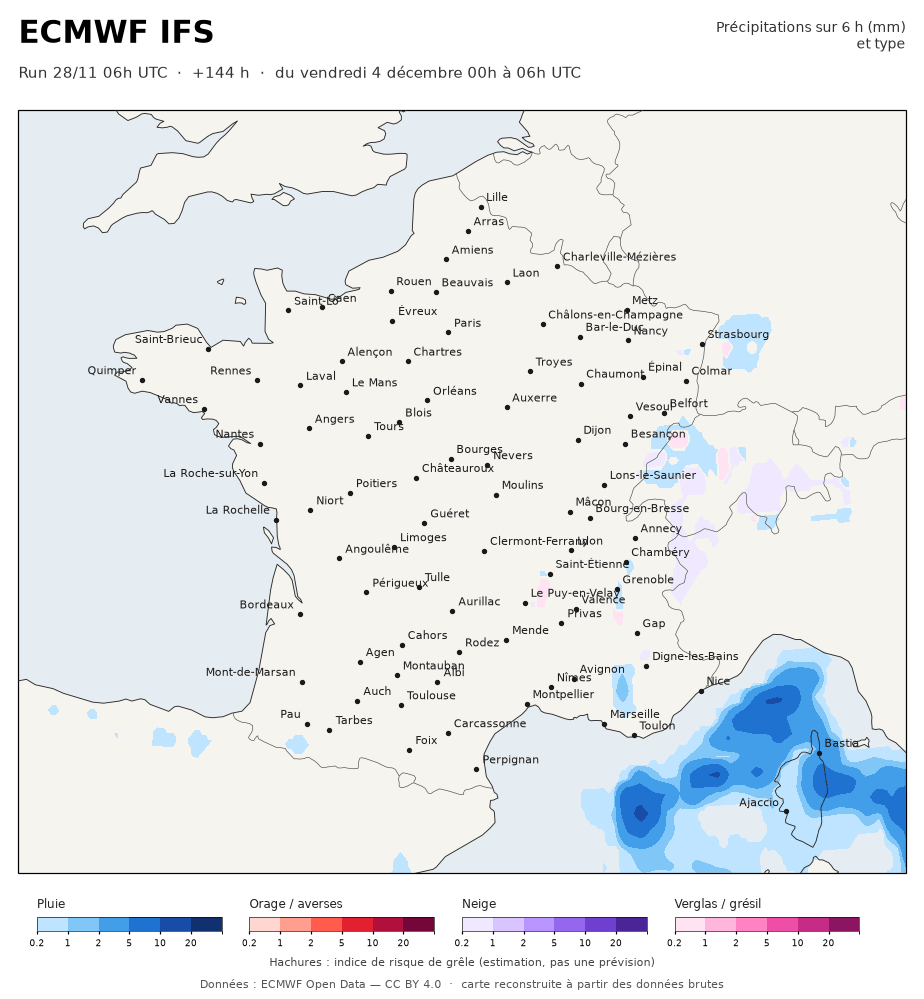 ECMWF IFS
Précipitations sur 6 h (mm)
et type
Run 28/11 06h UTC · +144 h · du vendredi 4 décembre 00h à 06h UTC
Lille
Arras
Amiens
Charleville-Mézières
Laon
Rouen
Beauvais
Saint-Lô
Caen
Metz
Évreux
Châlons-en-Champagne
Paris
Bar-le-Duc
Nancy
Strasbourg
Saint-Brieuc
Alençon
Chartres
Troyes
Quimper
Rennes
Laval
Le Mans
Chaumont
Épinal
Colmar
Orléans
Vannes
Auxerre
Vesoul
Belfort
Angers
Blois
Tours
Nantes
Dijon
Besançon
Bourges
Nevers
La Roche-sur-Yon
Châteauroux
Lons-le-Saunier
Poitiers
Moulins
Niort
La Rochelle
Mâcon
Bourg-en-Bresse
Guéret
Annecy
Angoulême
Limoges
Clermont-Ferrand
Lyon
Chambéry
Saint-Étienne
Périgueux
Tulle
Grenoble
Le Puy-en-Velay
Valence
Bordeaux
Aurillac
Privas
Gap
Cahors
Rodez
Mende
Agen
Digne-les-Bains
Mont-de-Marsan
Montauban
Albi
Nîmes
Avignon
Nice
Auch
Toulouse
Montpellier
Pau
Tarbes
Carcassonne
Marseille
Toulon
Foix
Bastia
Perpignan
Ajaccio
Pluie
Orage / averses
Neige
Verglas / grésil
0.2 1 2 5 10 20
0.2 1 2 5 10 20
0.2 1 2 5 10 20
0.2 1 2 5 10 20
Hachures : indice de risque de grêle (estimation, pas une prévision)
Données : ECMWF Open Data — CC BY 4.0 · carte reconstruite à partir des données brutes